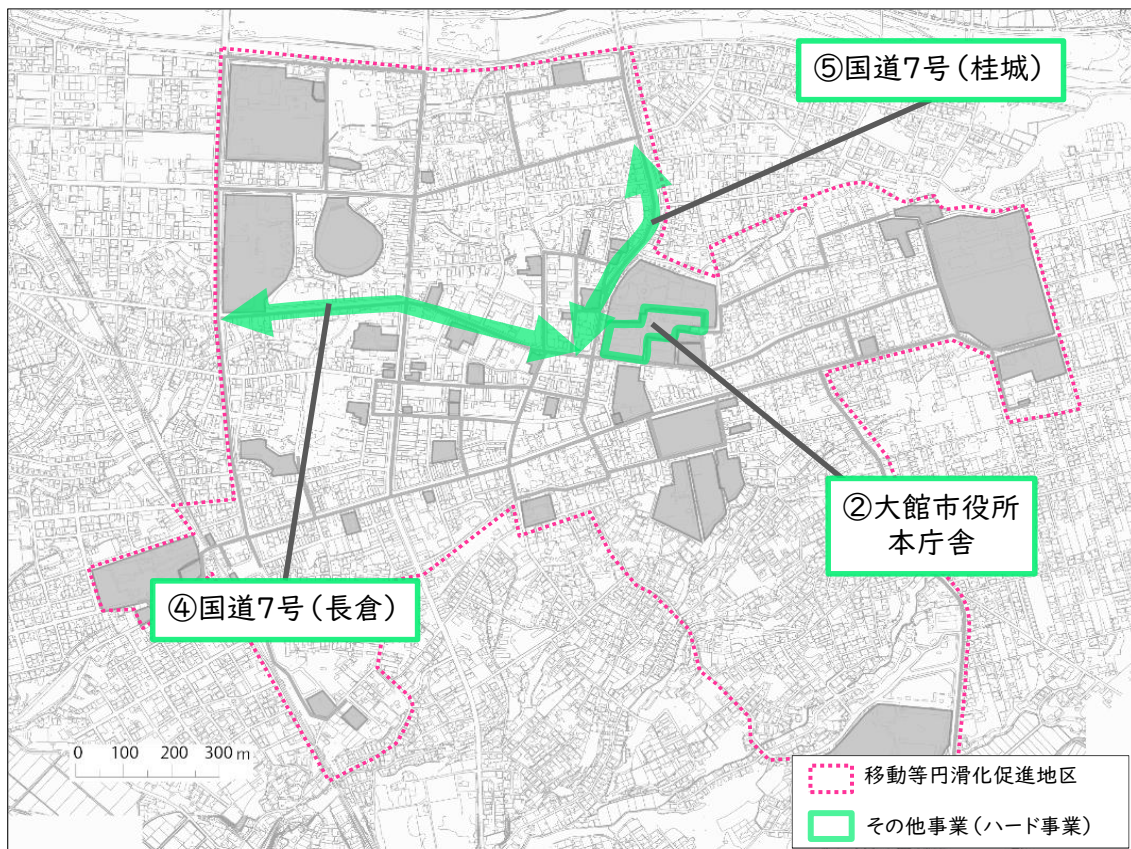 ⑤国道7号(桂城)
②大館市役所
本庁舎
④国道7号(長倉)
0 100 200 300 m
移動等円滑化促進地区
その他事業(ハード事業)